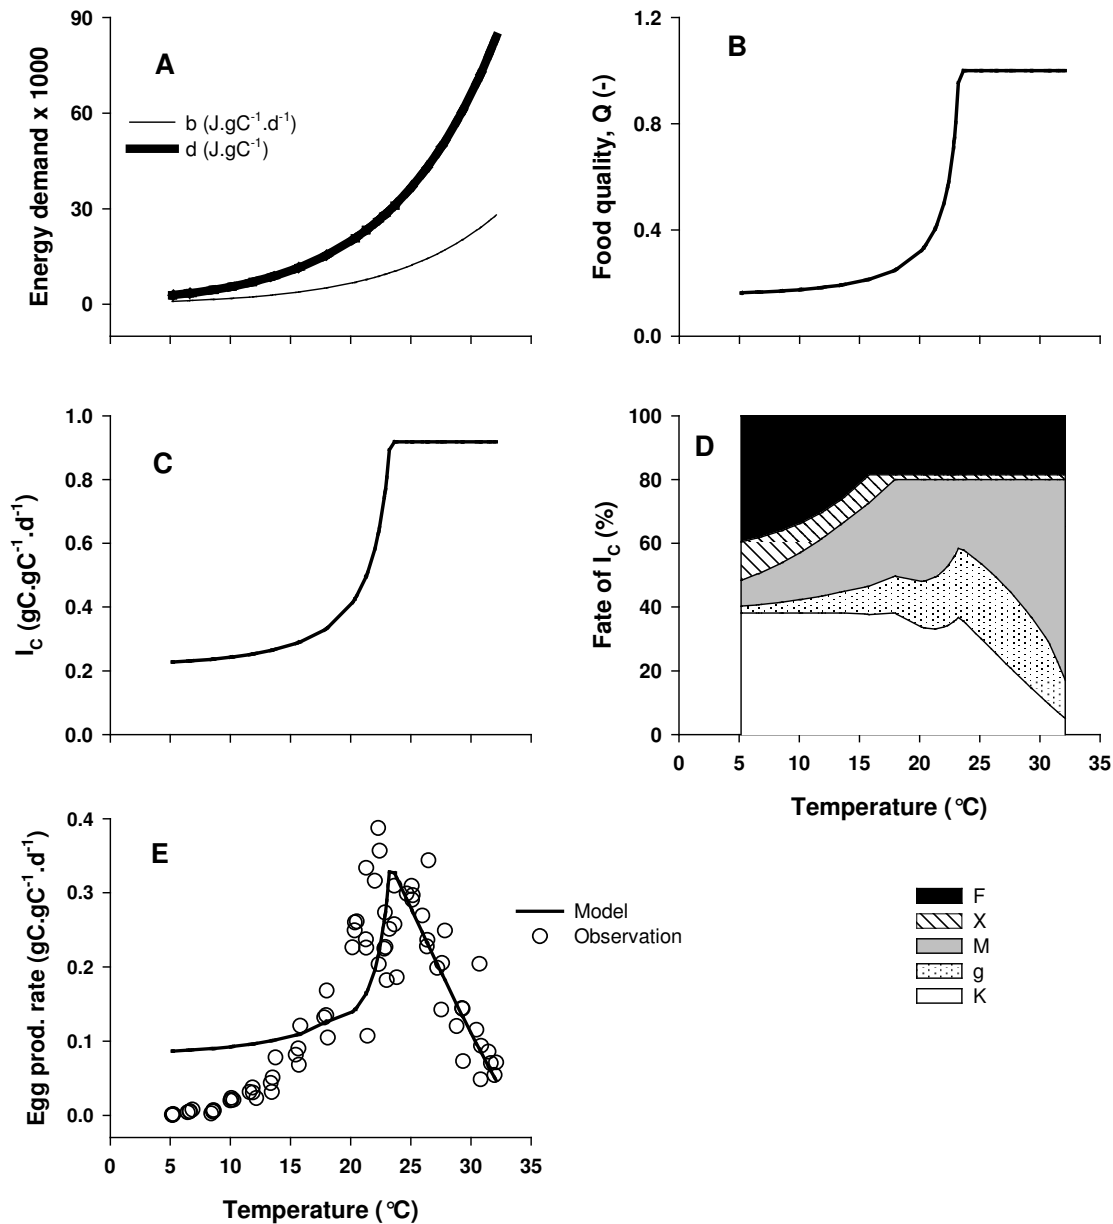 A
Energy demand x 1000
90
60
30
0
b (J.gC⁻¹.d⁻¹)
d (J.gC⁻¹)
B
Food quality, Q (-)
1.2
0.8
0.4
0.0
C
I_C (gC.gC⁻¹.d⁻¹)
1.0
0.8
0.6
0.4
0.2
0.0
D
Fate of I_C (%)
100
80
60
40
20
0
0 5 10 15 20 25 30 35
Temperature (°C)
E
Egg prod. rate (gC.gC⁻¹.d⁻¹)
0.4
0.3
0.2
0.1
0.0
0 5 10 15 20 25 30 35
Temperature (°C)
Model
Observation
F
X
M
g
K